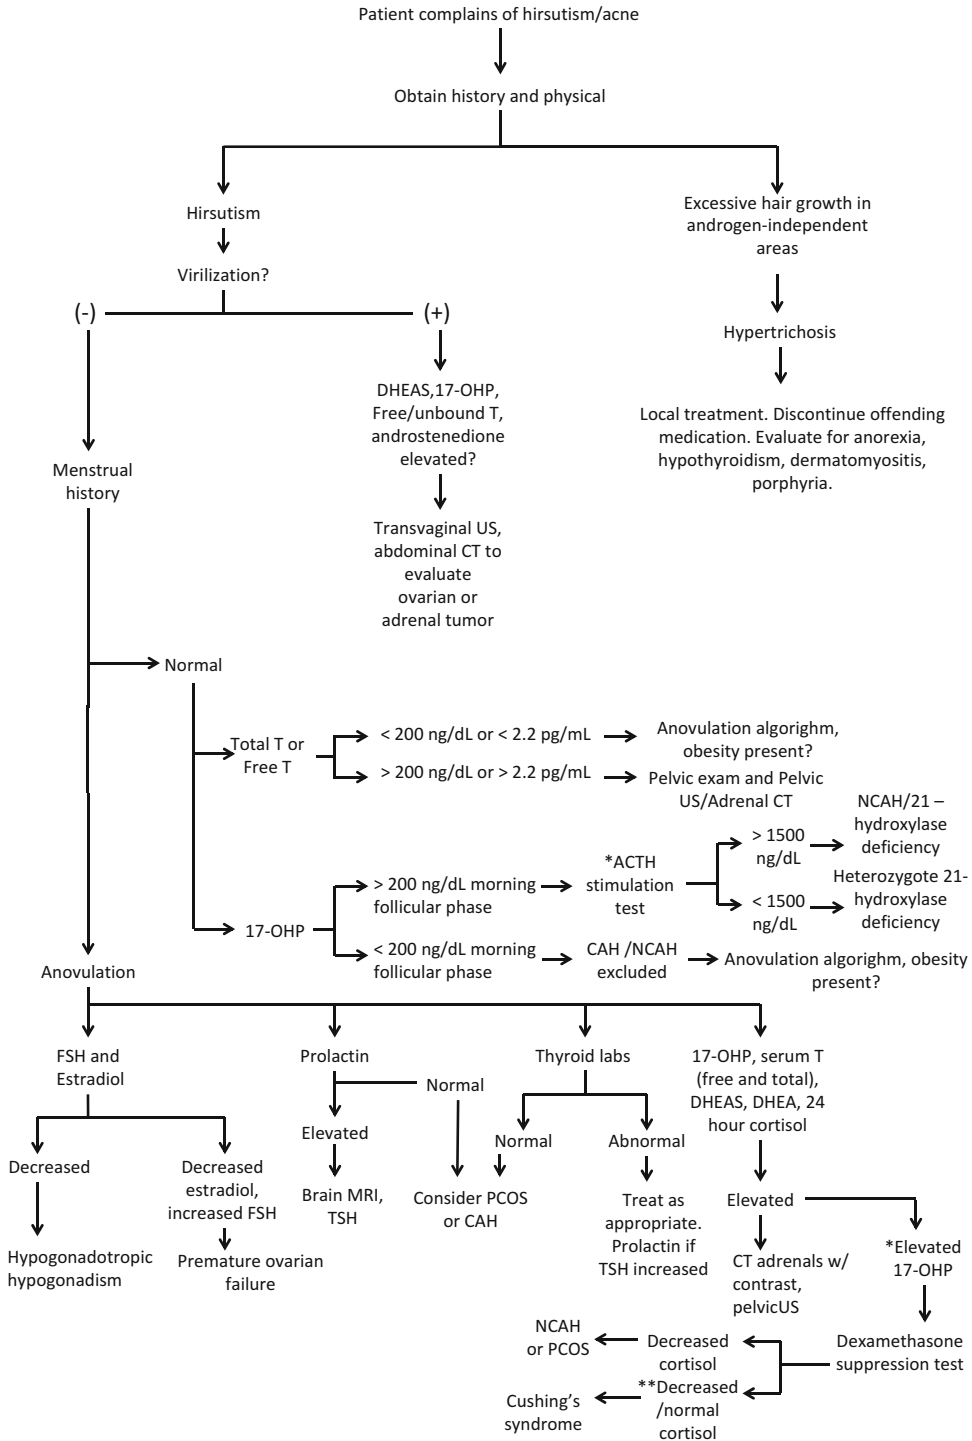 Patient complains of hirsutism/acne
Obtain history and physical
Hirsutism
Virilization?
(-)
(+)
Excessive hair growth in
androgen-independent
areas
Hypertrichosis
Local treatment. Discontinue offending
medication. Evaluate for anorexia,
hypothyroidism, dermatomyositis,
porphyria.
DHEAS,17-OHP,
Free/unbound T,
androstenedione
elevated?
Transvaginal US,
abdominal CT to
evaluate
ovarian or
adrenal tumor
Menstrual
history
Normal
Total T or
Free T
< 200 ng/dL or < 2.2 pg/mL
Anovulation algorighm,
obesity present?
> 200 ng/dL or > 2.2 pg/mL
Pelvic exam and Pelvic
US/Adrenal CT
17-OHP
> 200 ng/dL morning
follicular phase
*ACTH
stimulation
test
> 1500
ng/dL
NCAH/21 –
hydroxylase
deficiency
< 1500
ng/dL
Heterozygote 21-
hydroxylase
deficiency
< 200 ng/dL morning
follicular phase
CAH /NCAH
excluded
Anovulation algorighm, obesity
present?
Anovulation
FSH and
Estradiol
Decreased
Hypogonadotropic
hypogonadism
Decreased
estradiol,
increased FSH
Premature ovarian
failure
Prolactin
Normal
Elevated
Brain MRI,
TSH
Consider PCOS
or CAH
Thyroid labs
Normal
Abnormal
Treat as
appropriate.
Prolactin if
TSH increased
17-OHP, serum T
(free and total),
DHEAS, DHEA, 24
hour cortisol
Elevated
CT adrenals w/
contrast,
pelvicUS
*Elevated
17-OHP
Dexamethasone
suppression test
Decreased
cortisol
NCAH
or PCOS
**Decreased
/normal
cortisol
Cushing's
syndrome